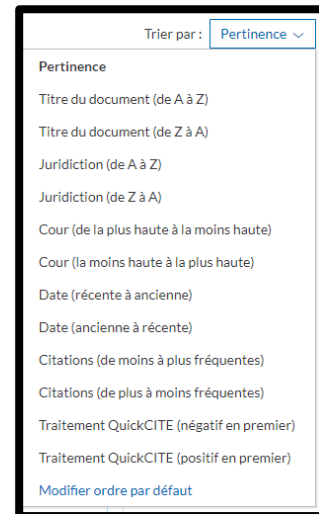 Trier par : Pertinence
Pertinence
Titre du document (de A à Z)
Titre du document (de Z à A)
Juridiction (de A à Z)
Juridiction (de Z à A)
Cour (de la plus haute à la moins haute)
Cour (la moins haute à la plus haute)
Date (récente à ancienne)
Date (ancienne à récente)
Citations (de moins à plus fréquentes)
Citations (de plus à moins fréquentes)
Traitement QuickCITE (négatif en premier)
Traitement QuickCITE (positif en premier)
Modifier ordre par défaut